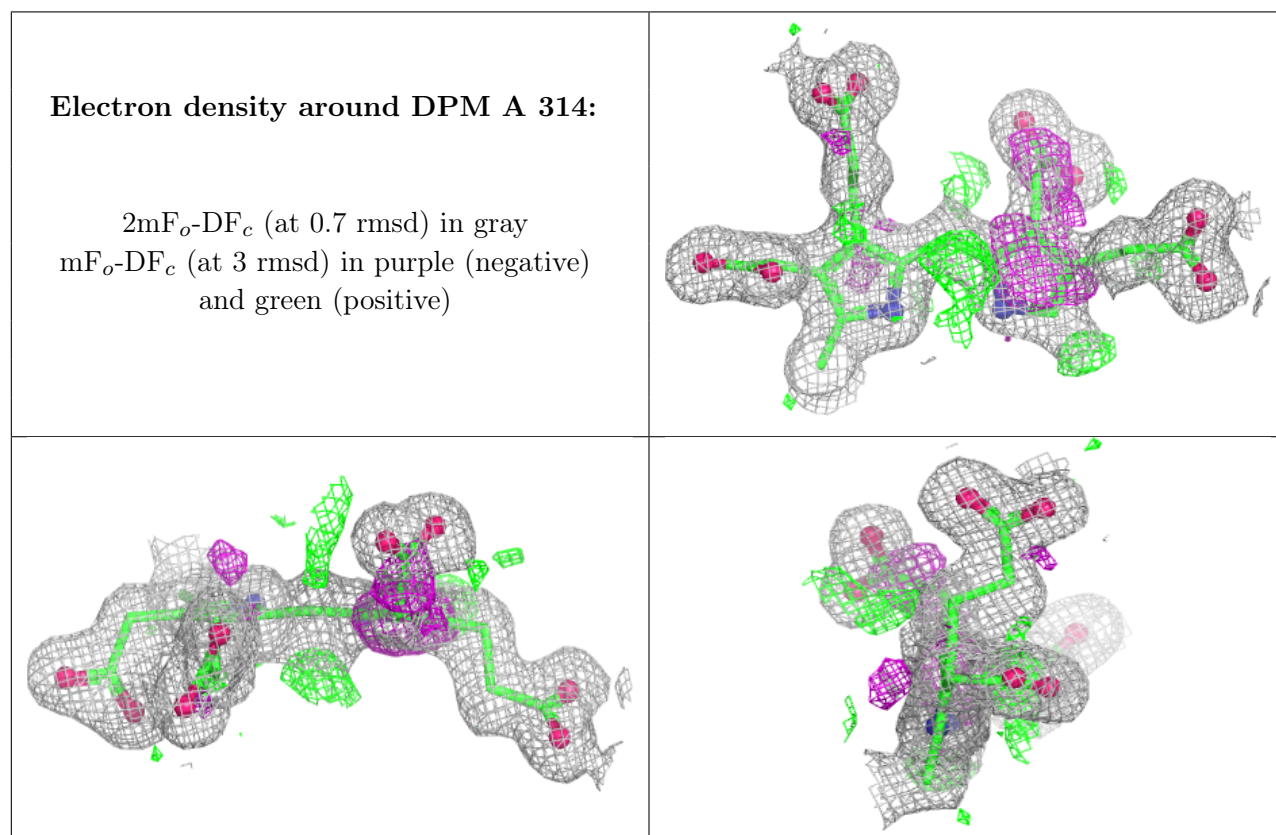 Electron density around DPM A 314:
2mFo-DFc (at 0.7 rmsd) in gray
mFo-DFc (at 3 rmsd) in purple (negative)
and green (positive)